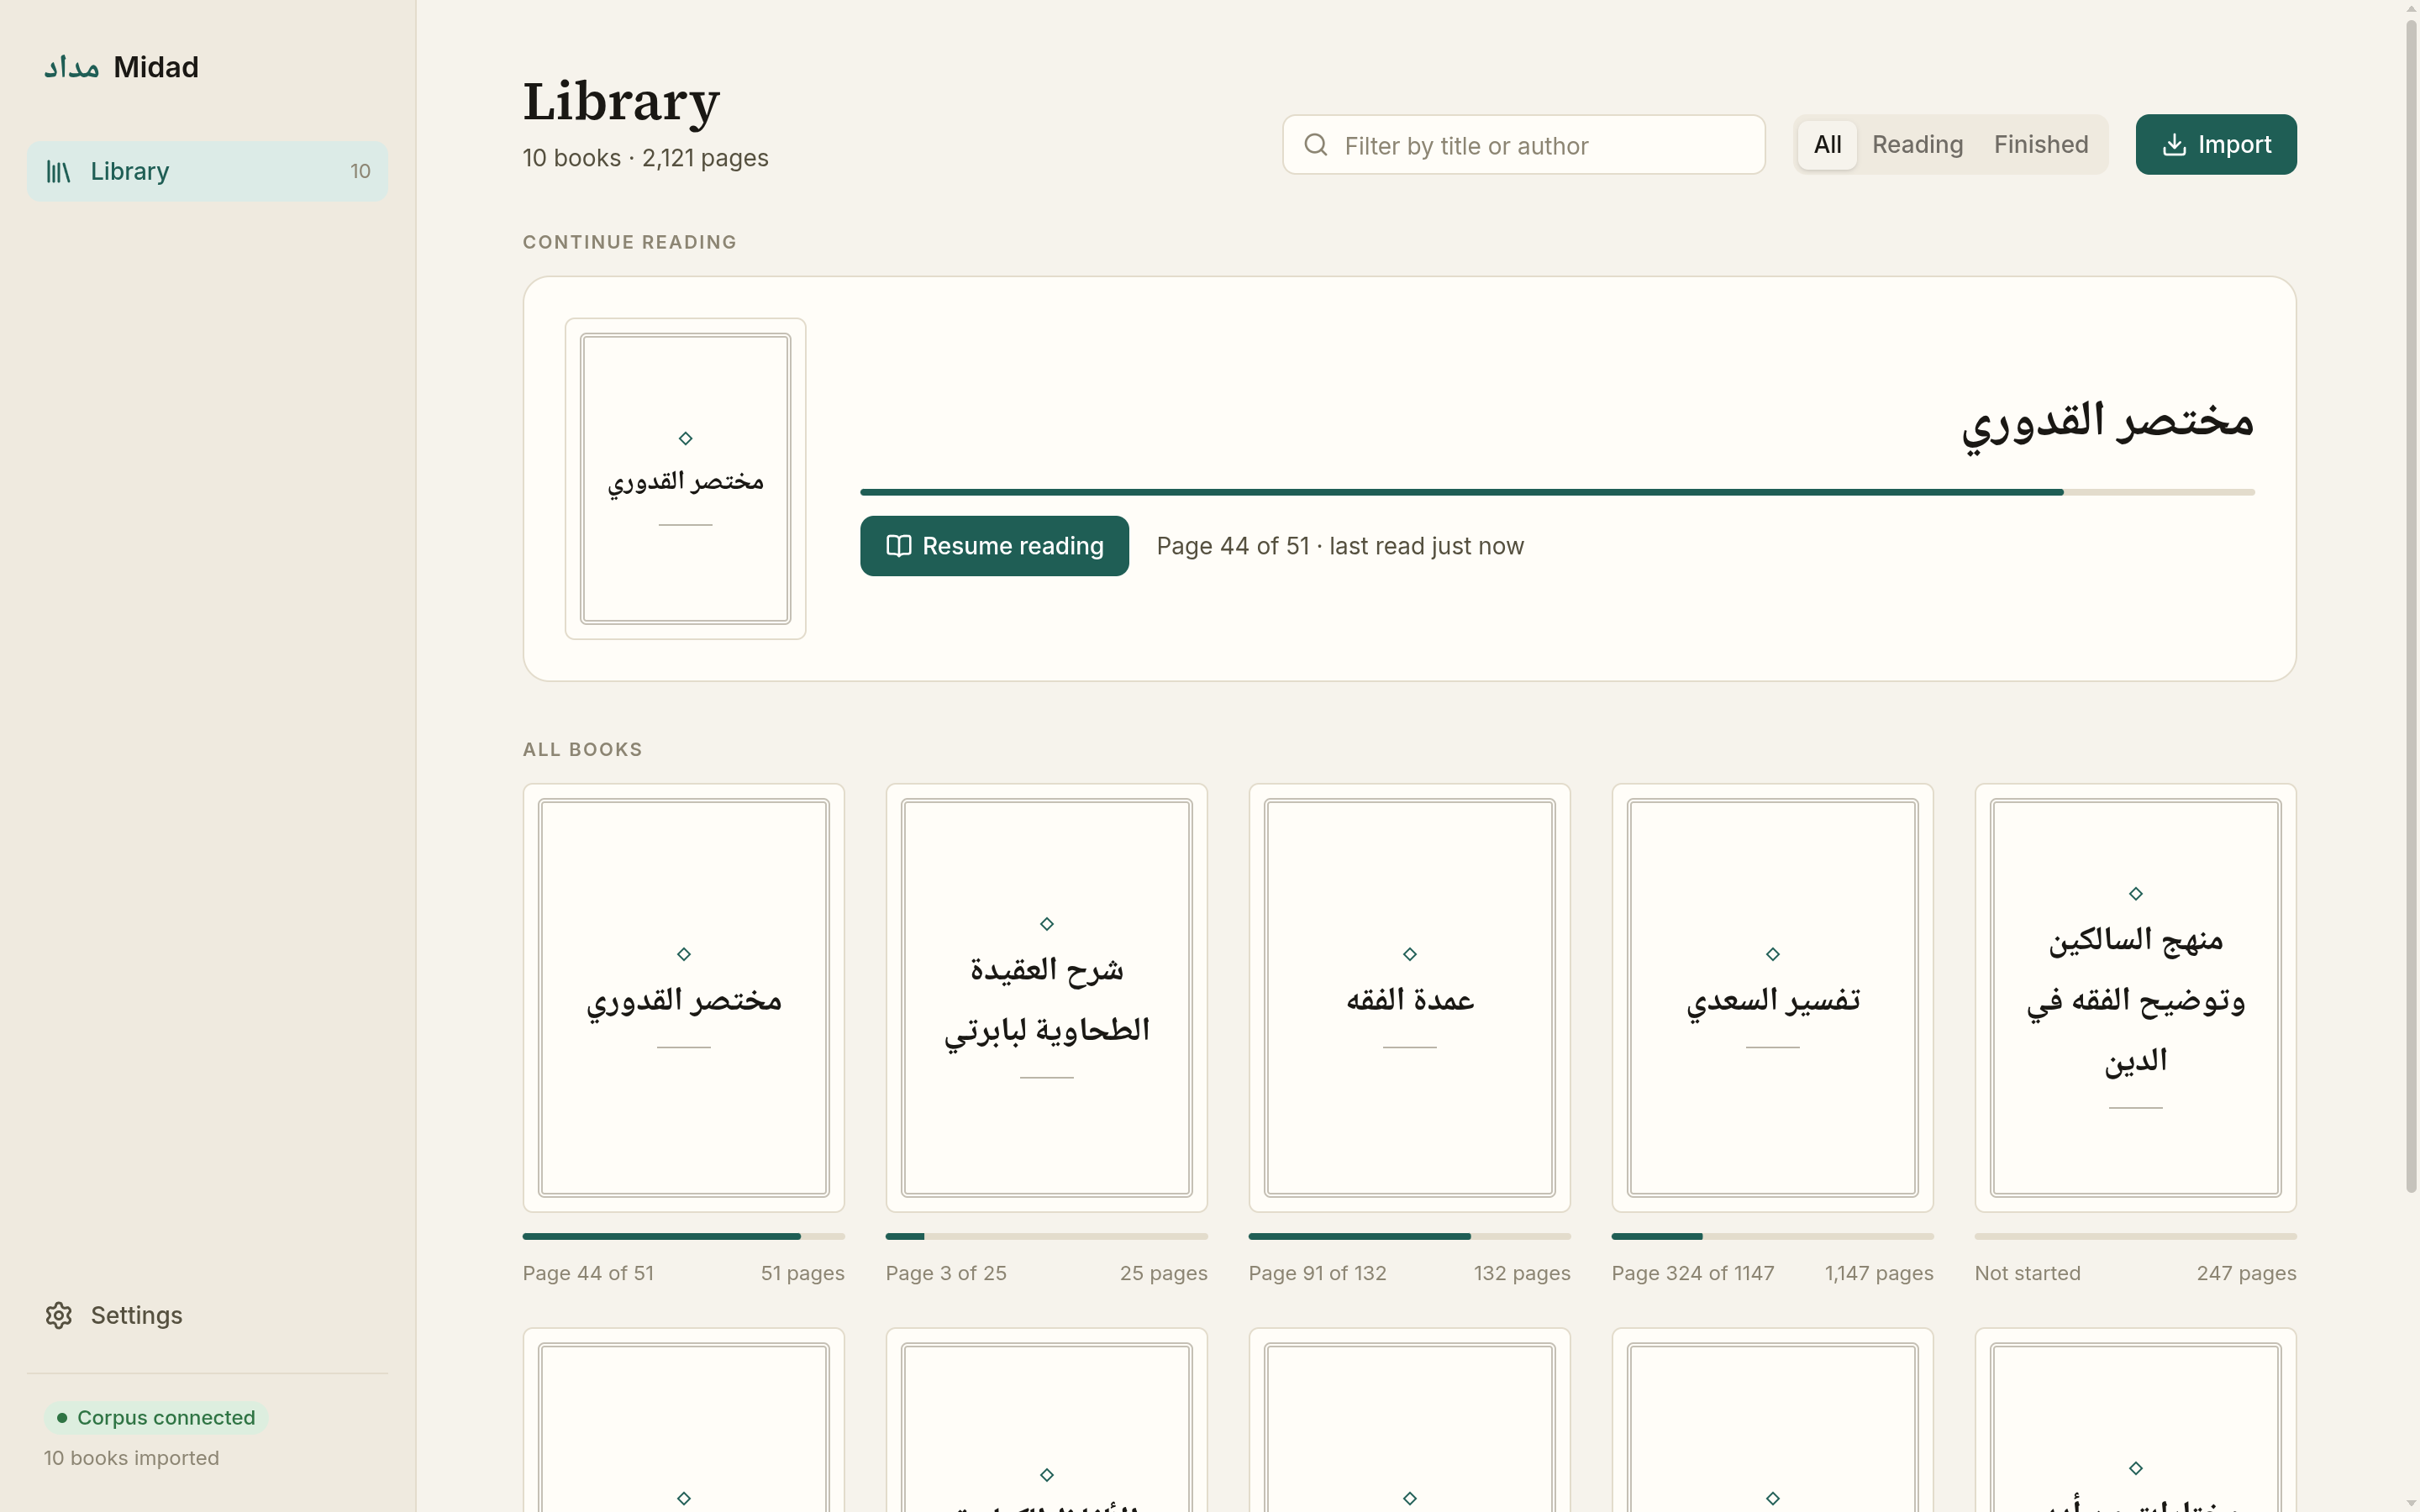 مداد Midad
Library 10
Settings
Corpus connected
10 books imported
Library
10 books · 2,121 pages
Filter by title or author
All Reading Finished
Import
CONTINUE READING
مختصر القدوري
مختصر القدوري
Resume reading
Page 44 of 51 · last read just now
ALL BOOKS
مختصر القدوري
Page 44 of 51 51 pages
شرح العقيدة
الطحاوية لبابرتي
Page 3 of 25 25 pages
عمدة الفقه
Page 91 of 132 132 pages
تفسير السعدي
Page 324 of 1147 1,147 pages
منهج السالكين
وتوضيح الفقه في
الدين
Not started 247 pages